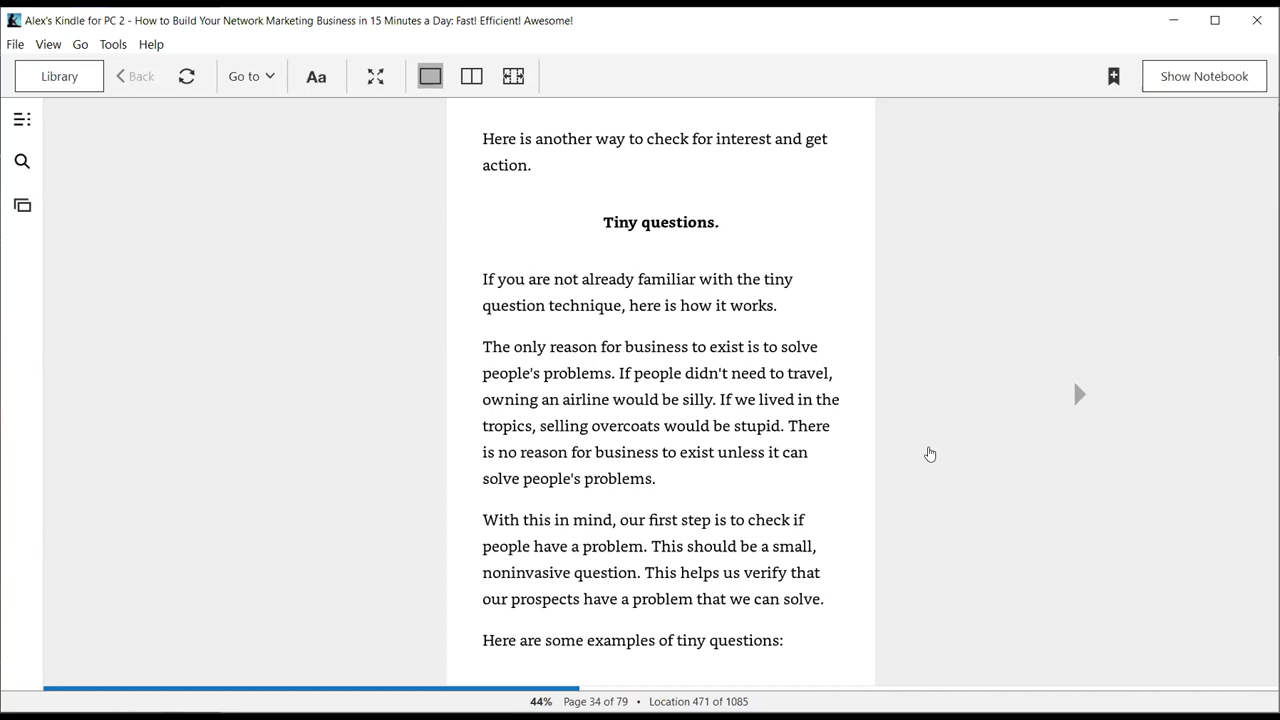 Alex's Kindle for PC 2 - How to Build Your Network Marketing Business in 15 Minutes a Day: Fast! Efficient! Awesome!
File View Go Tools Help
Library Back Go to Aa Show Notebook
Here is another way to check for interest and get
action.
Tiny questions.
If you are not already familiar with the tiny
question technique, here is how it works.
The only reason for business to exist is to solve
people's problems. If people didn't need to travel,
owning an airline would be silly. If we lived in the
tropics, selling overcoats would be stupid. There
is no reason for business to exist unless it can
solve people's problems.
With this in mind, our first step is to check if
people have a problem. This should be a small,
noninvasive question. This helps us verify that
our prospects have a problem that we can solve.
Here are some examples of tiny questions:
44% Page 34 of 79 • Location 471 of 1085